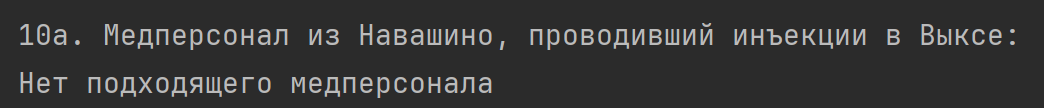 10а. Медперсонал из Навашино, проводивший инъекции в Выксе:
Нет подходящего медперсонала